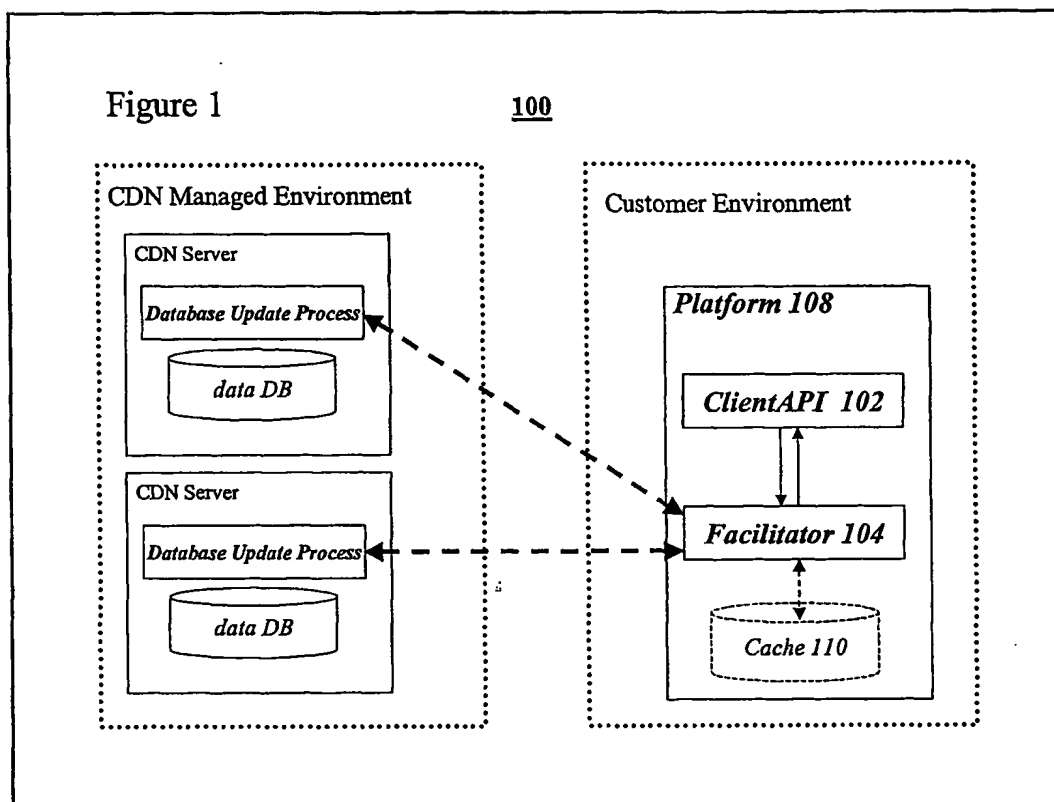 Figure 1
100
CDN Managed Environment
CDN Server
Database Update Process
data DB
CDN Server
Database Update Process
data DB
Customer Environment
Platform 108
ClientAPI 102
Facilitator 104
Cache 110